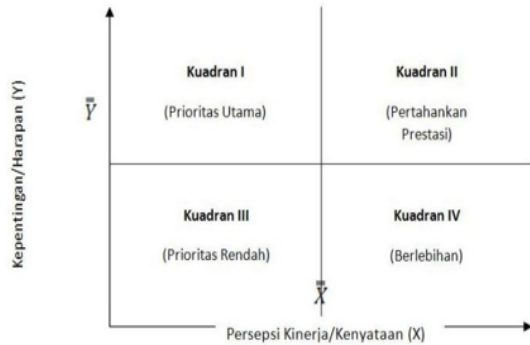 Kepentingan/Harapan (Y)
Y̿
Kuadran I
(Prioritas Utama)
Kuadran II
(Pertahankan
Prestasi)
Kuadran III
(Prioritas Rendah)
Kuadran IV
(Berlebihan)
X̿
Persepsi Kinerja/Kenyataan (X)